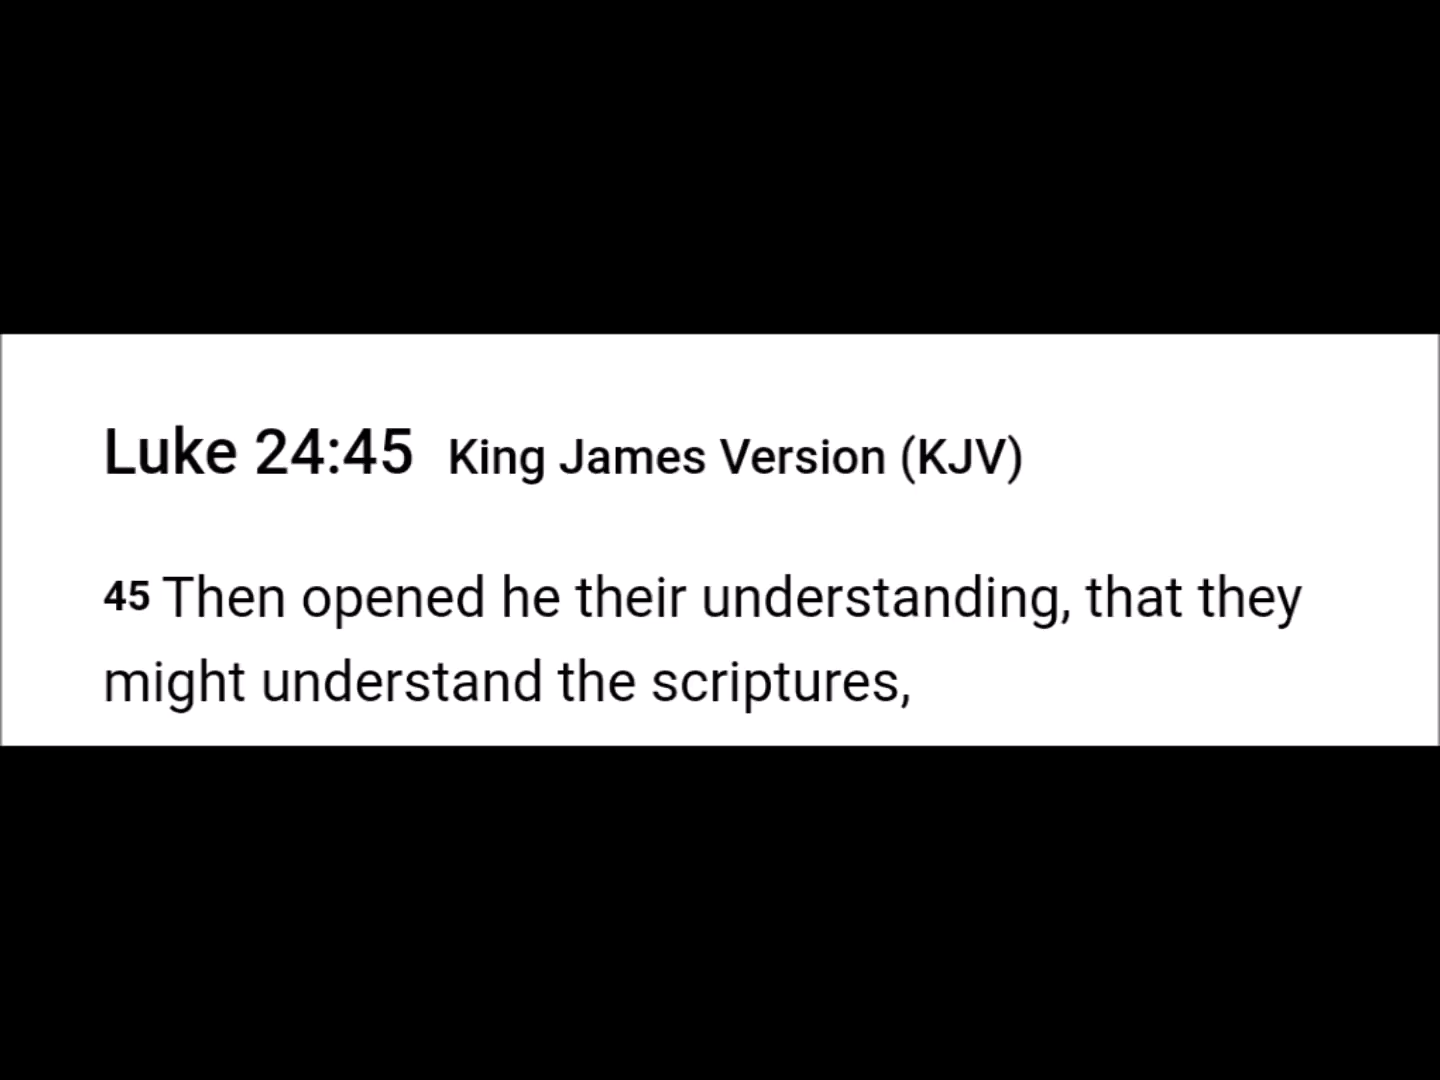 Luke 24:45 King James Version (KJV)
45 Then opened he their understanding, that they
might understand the scriptures,